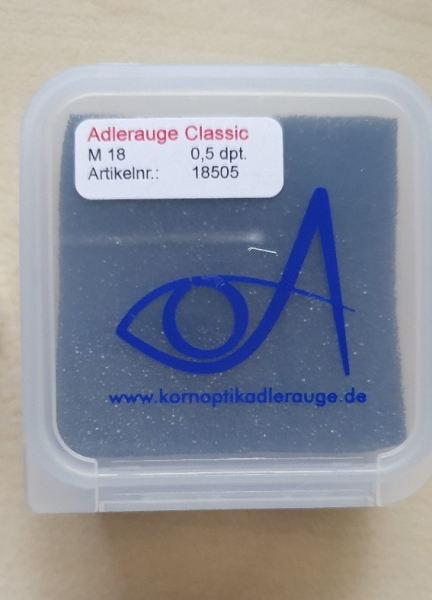 Adlerauge Classic
M 18 0,5 dpt.
Artikelnr.: 18505
www.kornoptikadlerauge.de